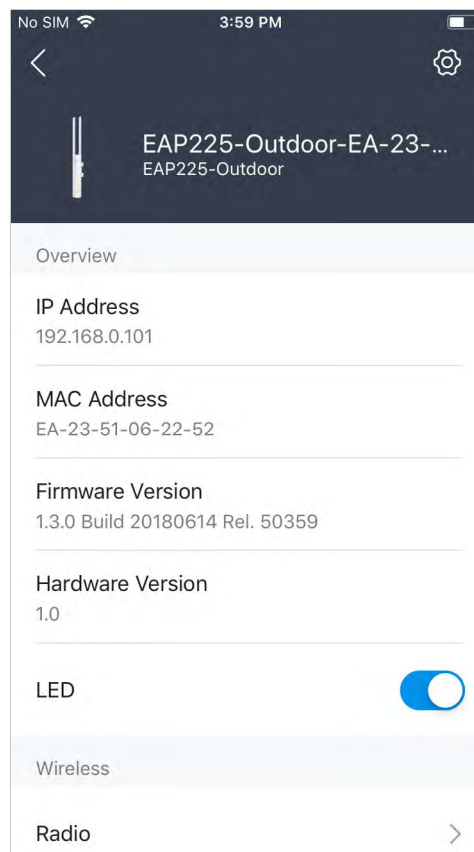 No SIM 3:59 PM
EAP225-Outdoor-EA-23-...
EAP225-Outdoor
Overview
IP Address
192.168.0.101
MAC Address
EA-23-51-06-22-52
Firmware Version
1.3.0 Build 20180614 Rel. 50359
Hardware Version
1.0
LED
Wireless
Radio